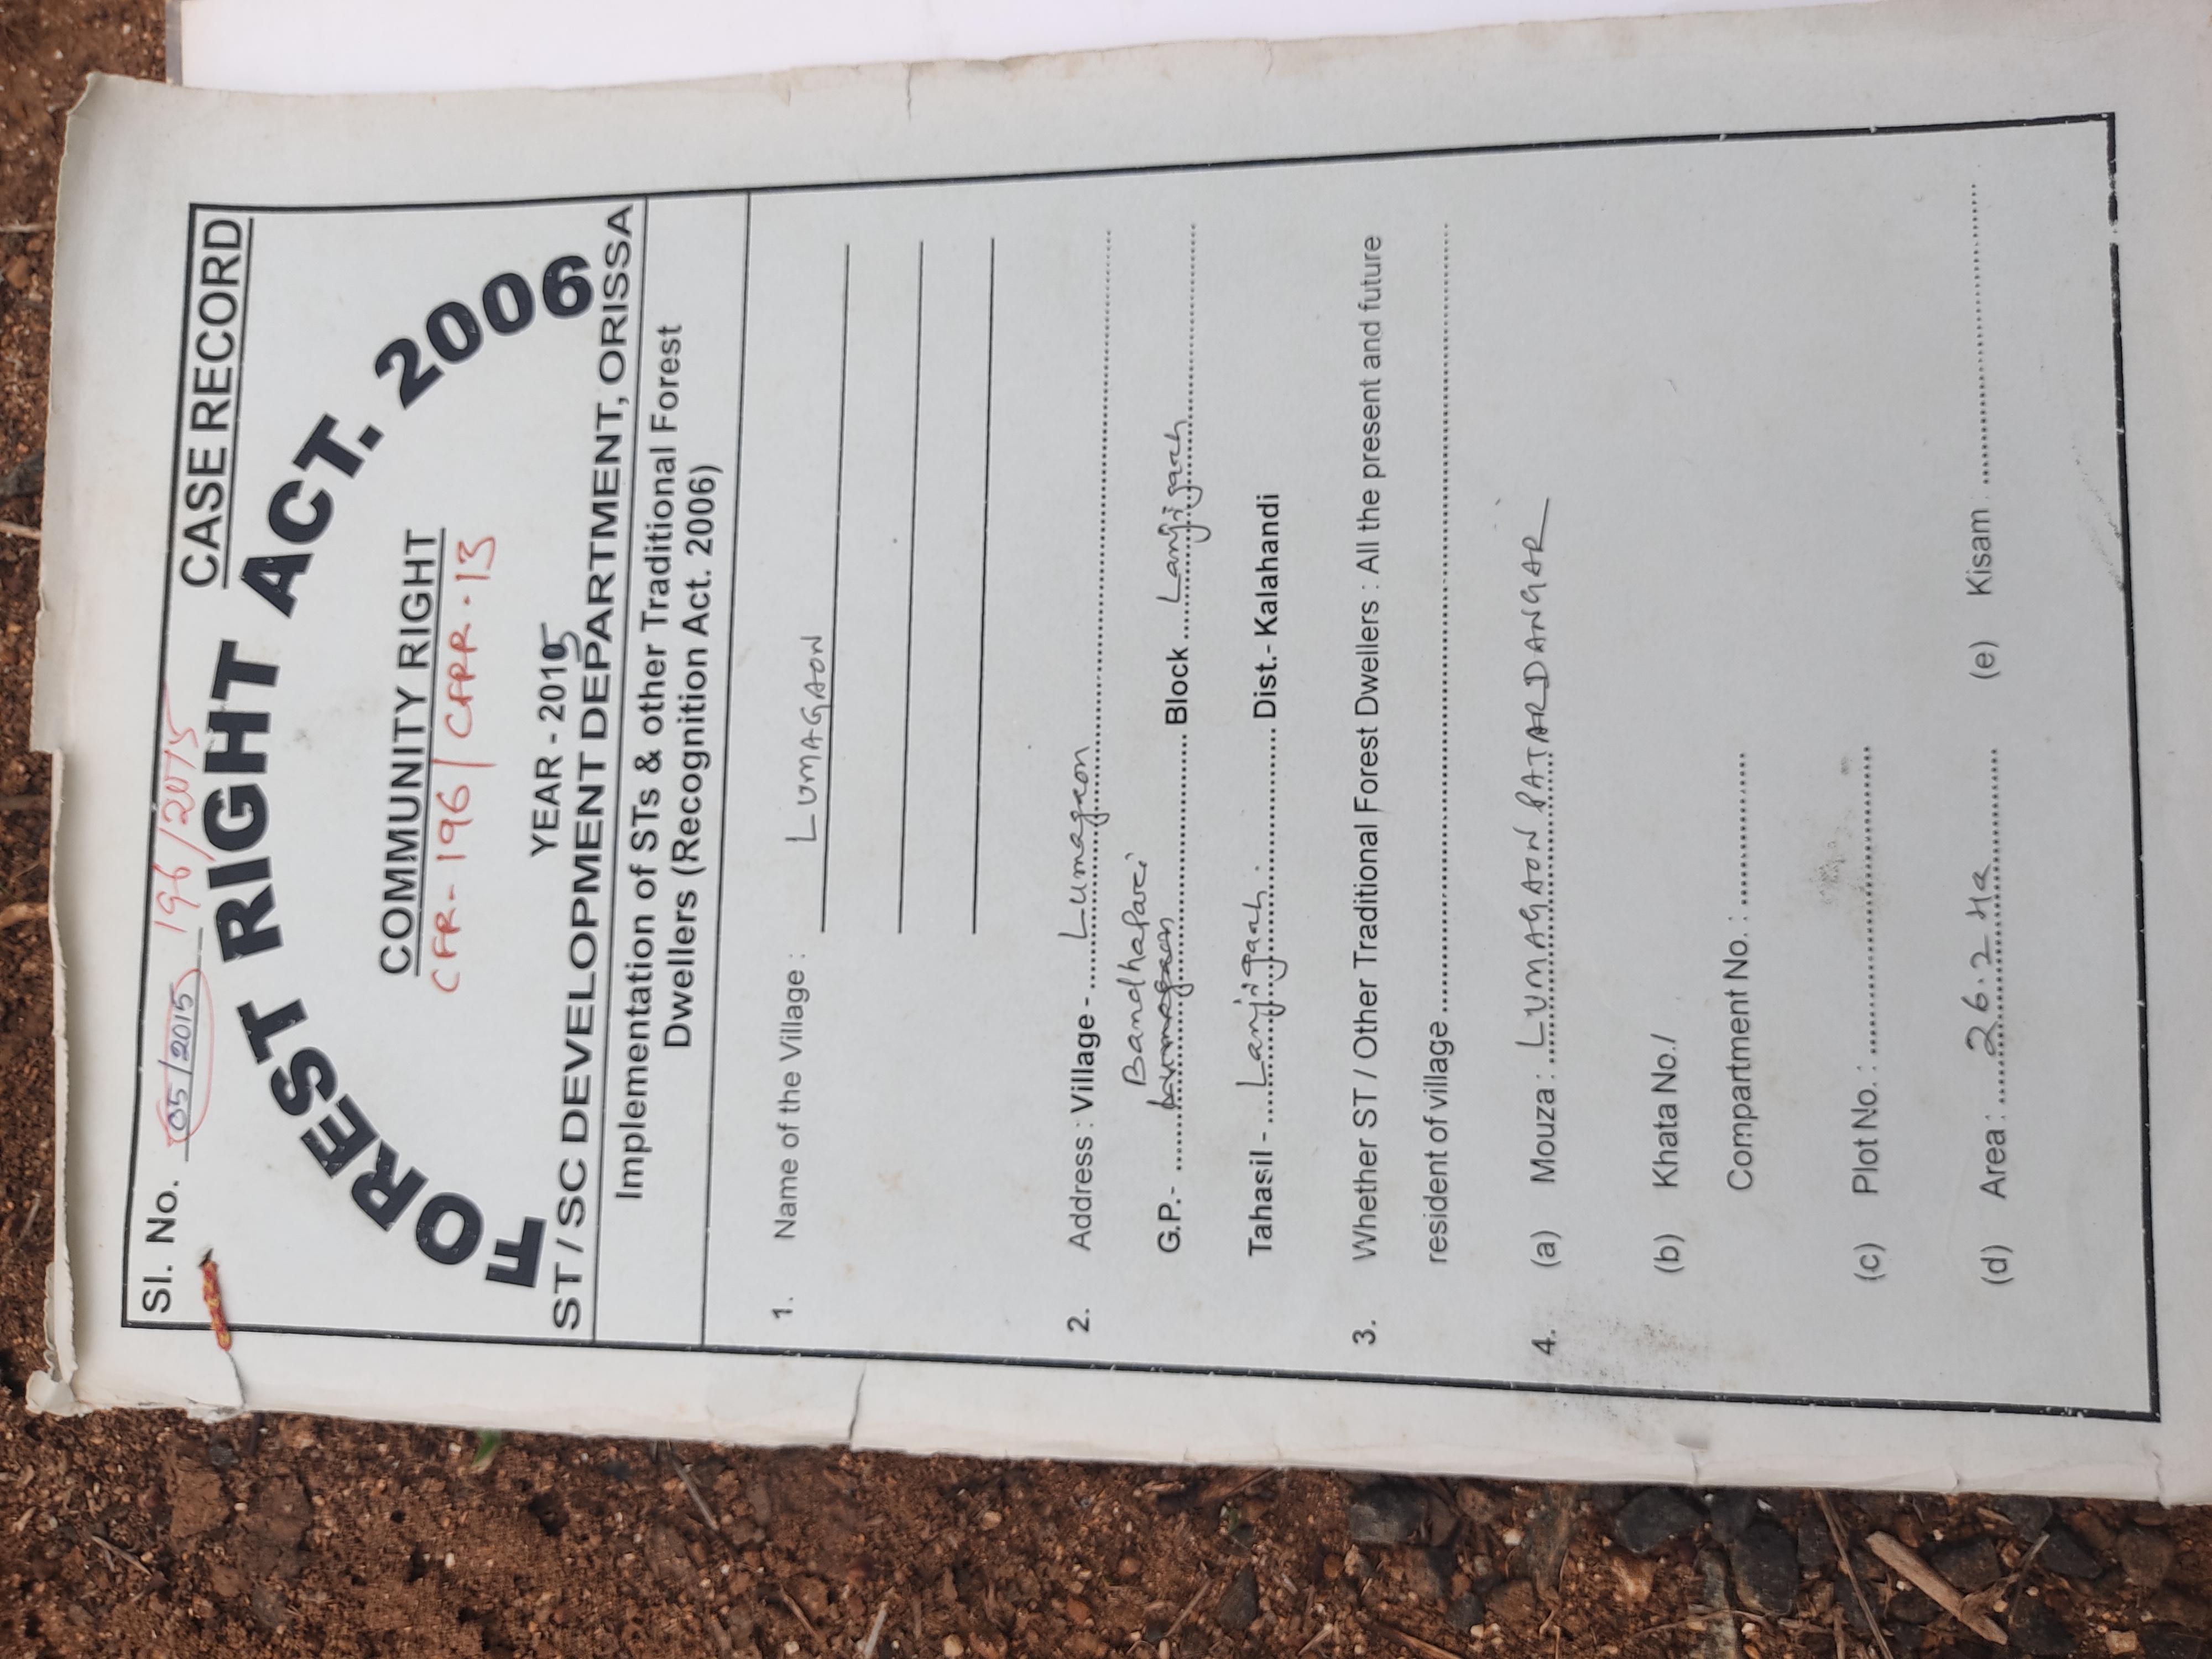 Sl. No. 05/2015 196/2015 CASE RECORD
FOREST RIGHT ACT. 2006
COMMUNITY RIGHT
CFR-196/CFRR-13
YEAR - 2015
ST / SC DEVELOPMENT DEPARTMENT, ORISSA
Implementation of STs & other Traditional Forest
Dwellers (Recognition Act. 2006)
1. Name of the Village : LUMAGAON
2. Address : Village - Lumagaon
Bandhapari
G.P.- Block Lanjigarh
Tahasil - Lanjigarh. Dist.- Kalahandi
3. Whether ST / Other Traditional Forest Dwellers : All the present and future
resident of village
4. (a) Mouza : LUMAGAON PATARDANGAR
(b) Khata No./
Compartment No. :
(c) Plot No. :
(d) Area : 26.2 Ha (e) Kisam